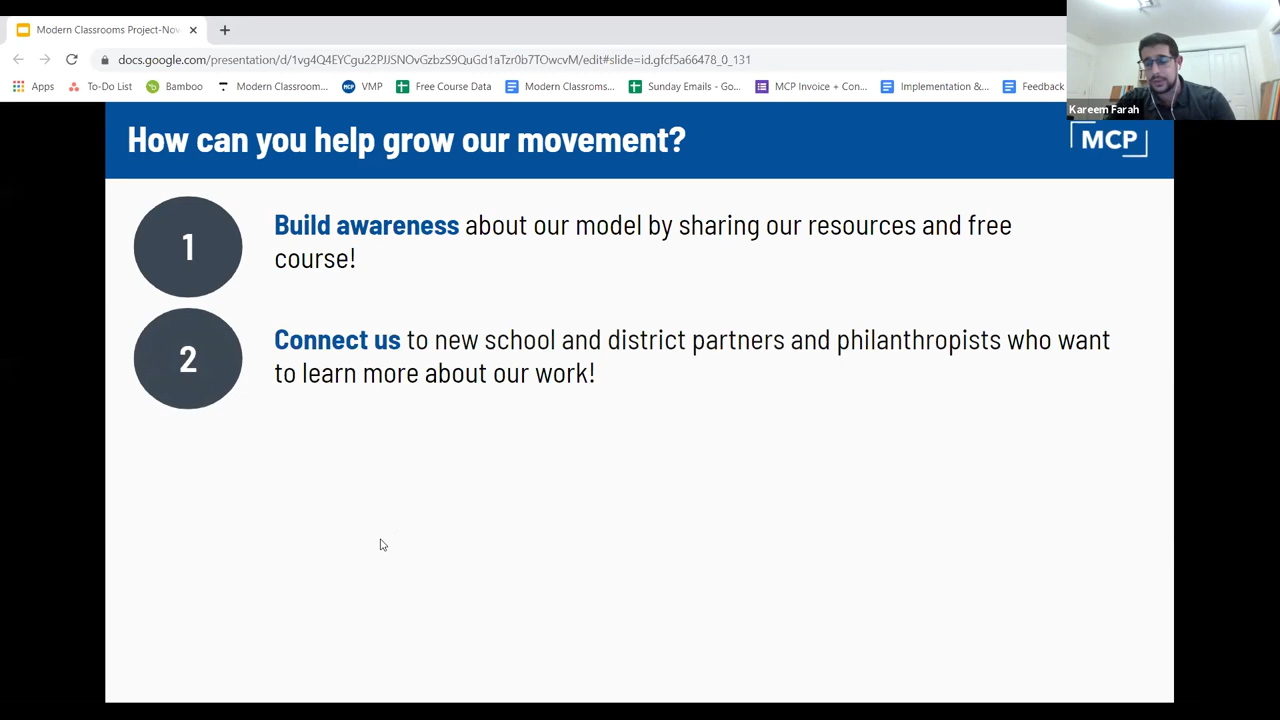 Modern Classrooms Project-Nov
docs.google.com/presentation/d/1vg4Q4EYCgu22PJJSNOvGzbzS9CzGd1aTzr0b7TOwcvM/edit#slide=id.gfcf5a66478_0_131
Apps To-Do List Bamboo Modern Classroom... VMP Free Course Data Modern Classroms... Sunday Emails - Go... MCP Invoice + Con... Implementation &... Feedback
Kareem Farah
How can you help grow our movement?
MCP
1
Build awareness about our model by sharing our resources and free
course!
2
Connect us to new school and district partners and philanthropists who want
to learn more about our work!